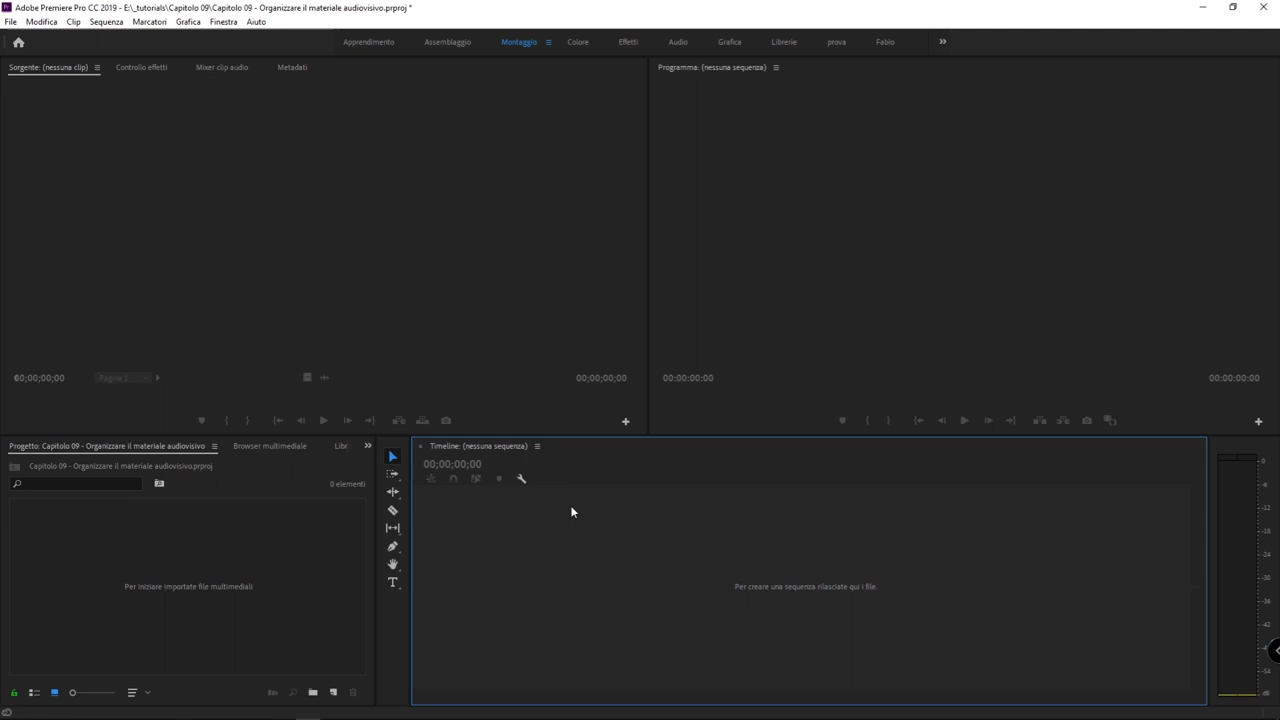 Adobe Premiere Pro CC 2019 - E:\_tutorials\Capitolo 09\Capitolo 09 - Organizzare il materiale audiovisivo.prproj *
File Modifica Clip Sequenza Marcatori Grafica Finestra Aiuto
Apprendimento Assemblaggio Montaggio Colore Effetti Audio Grafica Librerie prova Fabio
Sorgente: (nessuna clip) Controllo effetti Mixer clip audio Metadati
Programma: (nessuna sequenza)
00;00;00;00 00;00;00;00
00:00:00:00 00:00:00:00
Progetto: Capitolo 09 - Organizzare il materiale audiovisivo Browser multimediale Libr
Timeline: (nessuna sequenza)
Capitolo 09 - Organizzare il materiale audiovisivo.prproj
00;00;00;00
0 elementi
Per iniziare importate file multimediali
Per creare una sequenza rilasciate qui i file.
0
-6
-12
-18
-24
-30
-36
-42
-54
dB